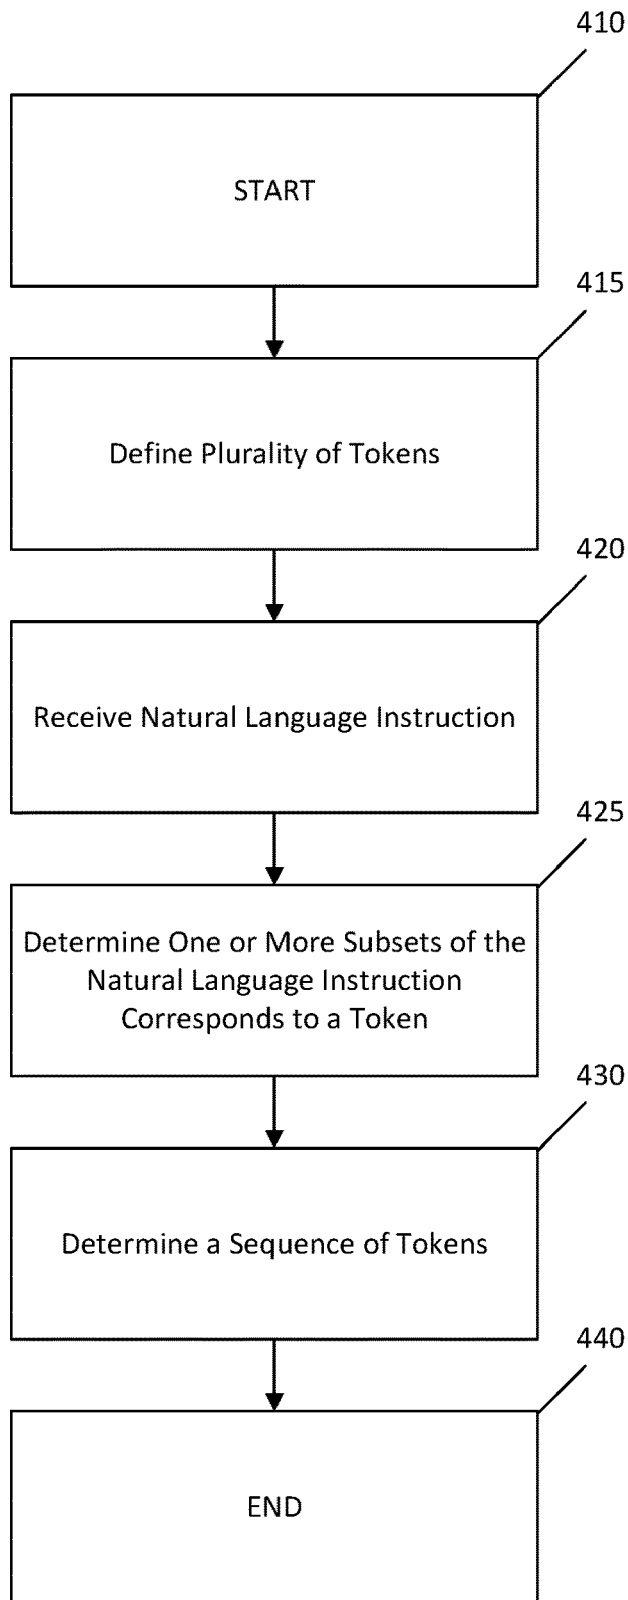 410
START
415
Define Plurality of Tokens
420
Receive Natural Language Instruction
425
Determine One or More Subsets of the
Natural Language Instruction
Corresponds to a Token
430
Determine a Sequence of Tokens
440
END